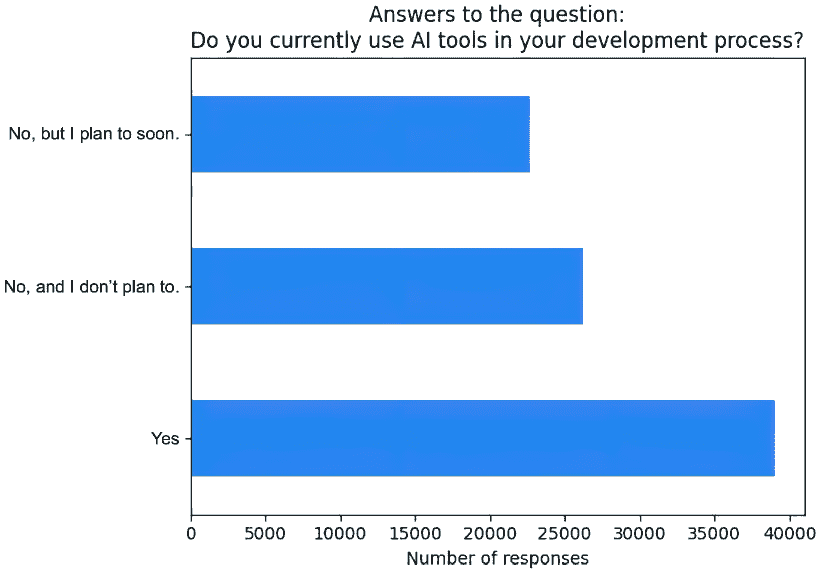 Answers to the question:
Do you currently use AI tools in your development process?
No, but I plan to soon.
No, and I don’t plan to.
Yes
0 5000 10000 15000 20000 25000 30000 35000 40000
Number of responses